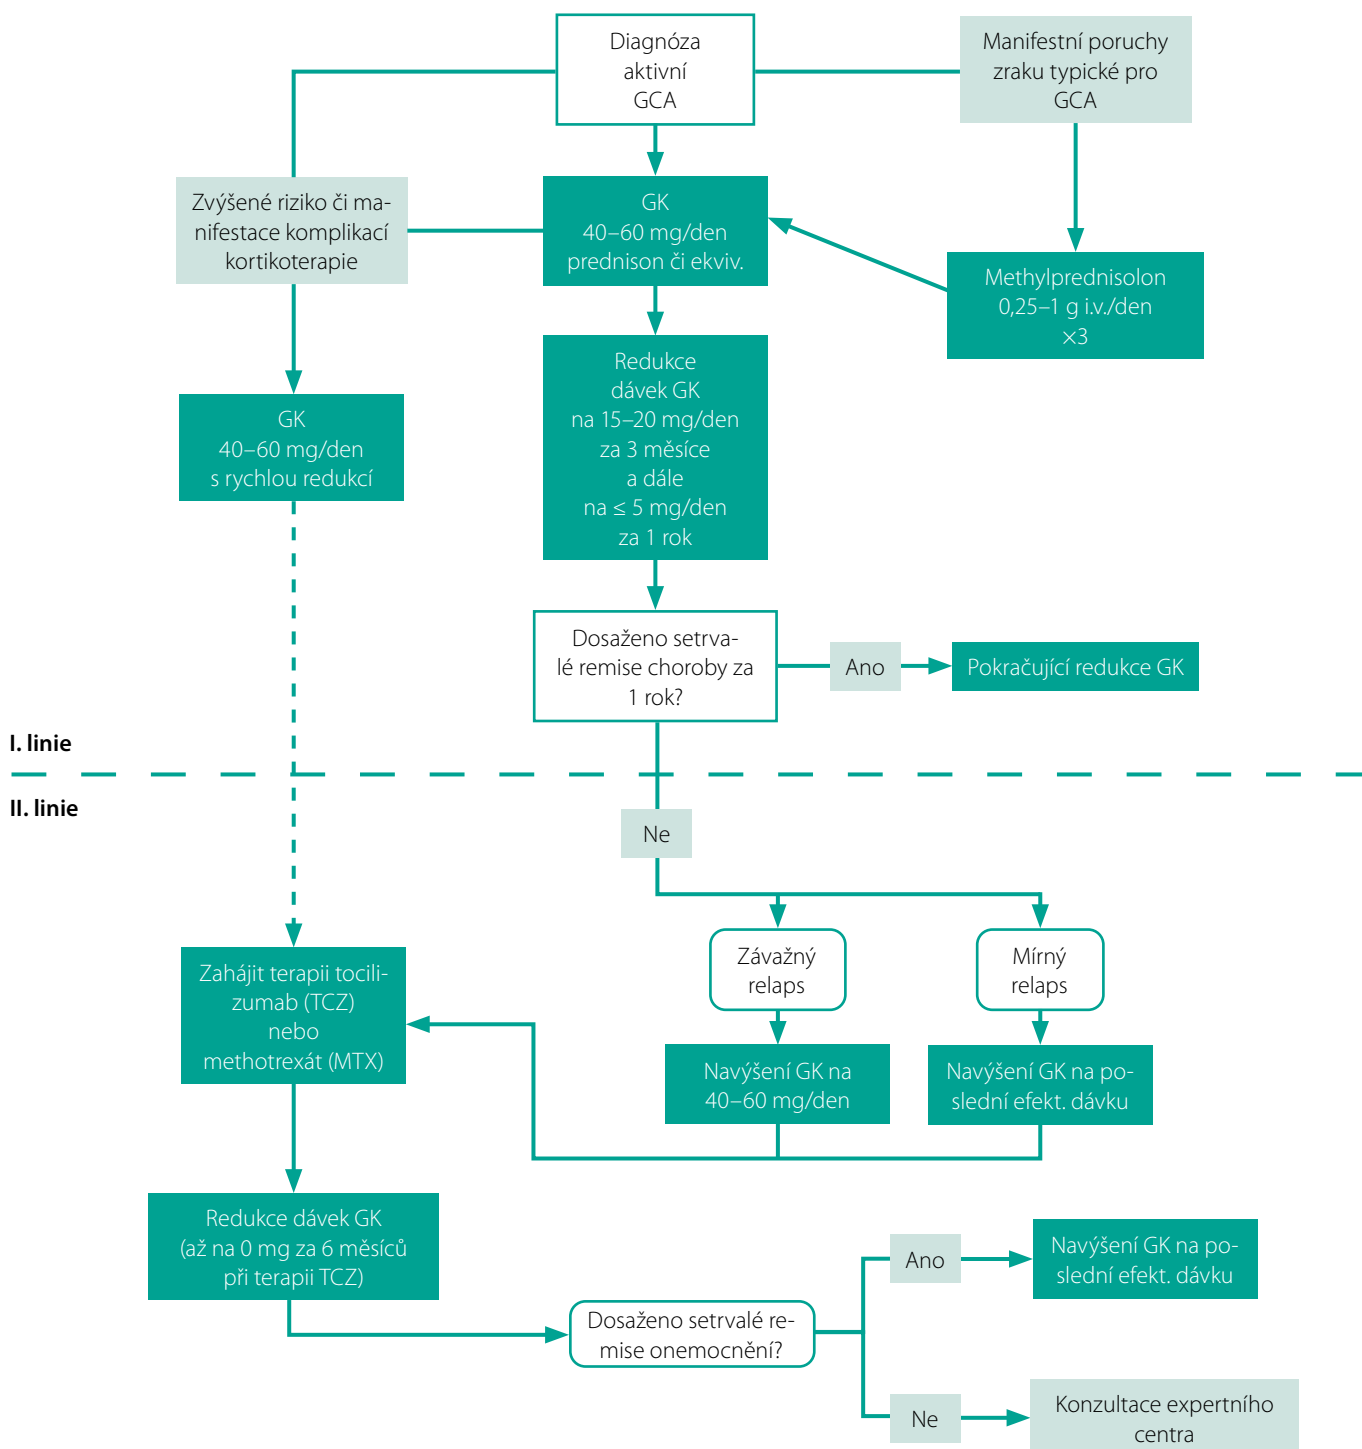 Diagnóza
aktivní
GCA
Manifestní poruchy
zraku typické pro
GCA
Zvýšené riziko či ma-
nifestace komplikací
kortikoterapie
GK
40–60 mg/den
prednison či ekviv.
Methylprednisolon
0,25–1 g i.v./den
×3
Redukce
dávek GK
na 15–20 mg/den
za 3 měsíce
a dále
na ≤ 5 mg/den
za 1 rok
GK
40–60 mg/den
s rychlou redukcí
Dosaženo setrva-
lé remise choroby za
1 rok?
Ano
Pokračující redukce GK
I. linie
II. linie
Ne
Závažný
relaps
Mírný
relaps
Zahájit terapii tocili-
zumab (TCZ)
nebo
methotrexát (MTX)
Navýšení GK na
40–60 mg/den
Navýšení GK na po-
slední efekt. dávku
Redukce dávek GK
(až na 0 mg za 6 měsíců
při terapii TCZ)
Dosaženo setrvalé re-
mise onemocnění?
Ano
Navýšení GK na po-
slední efekt. dávku
Ne
Konzultace expertního
centra